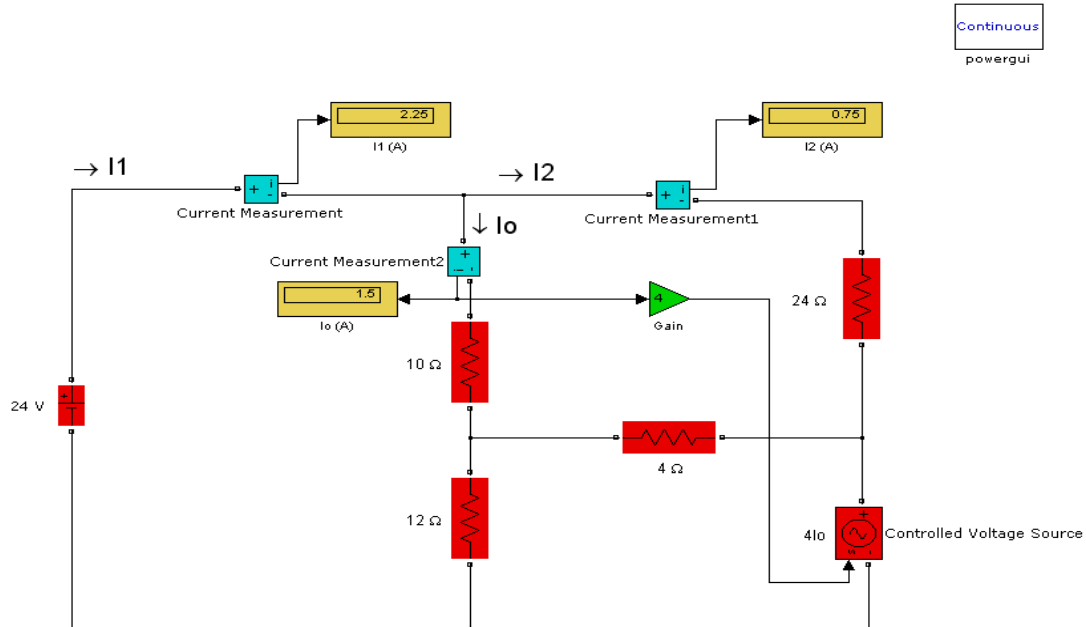 Continuous
powergui
2.25
I1 (A)
0.75
I2 (A)
→ I1
→ I2
+ i -
Current Measurement
+ i -
Current Measurement1
↓ Io
Current Measurement2
+ i -
1.5
Io (A)
4
Gain
24 Ω
10 Ω
24 V
+
4 Ω
12 Ω
4Io
+
s -
Controlled Voltage Source